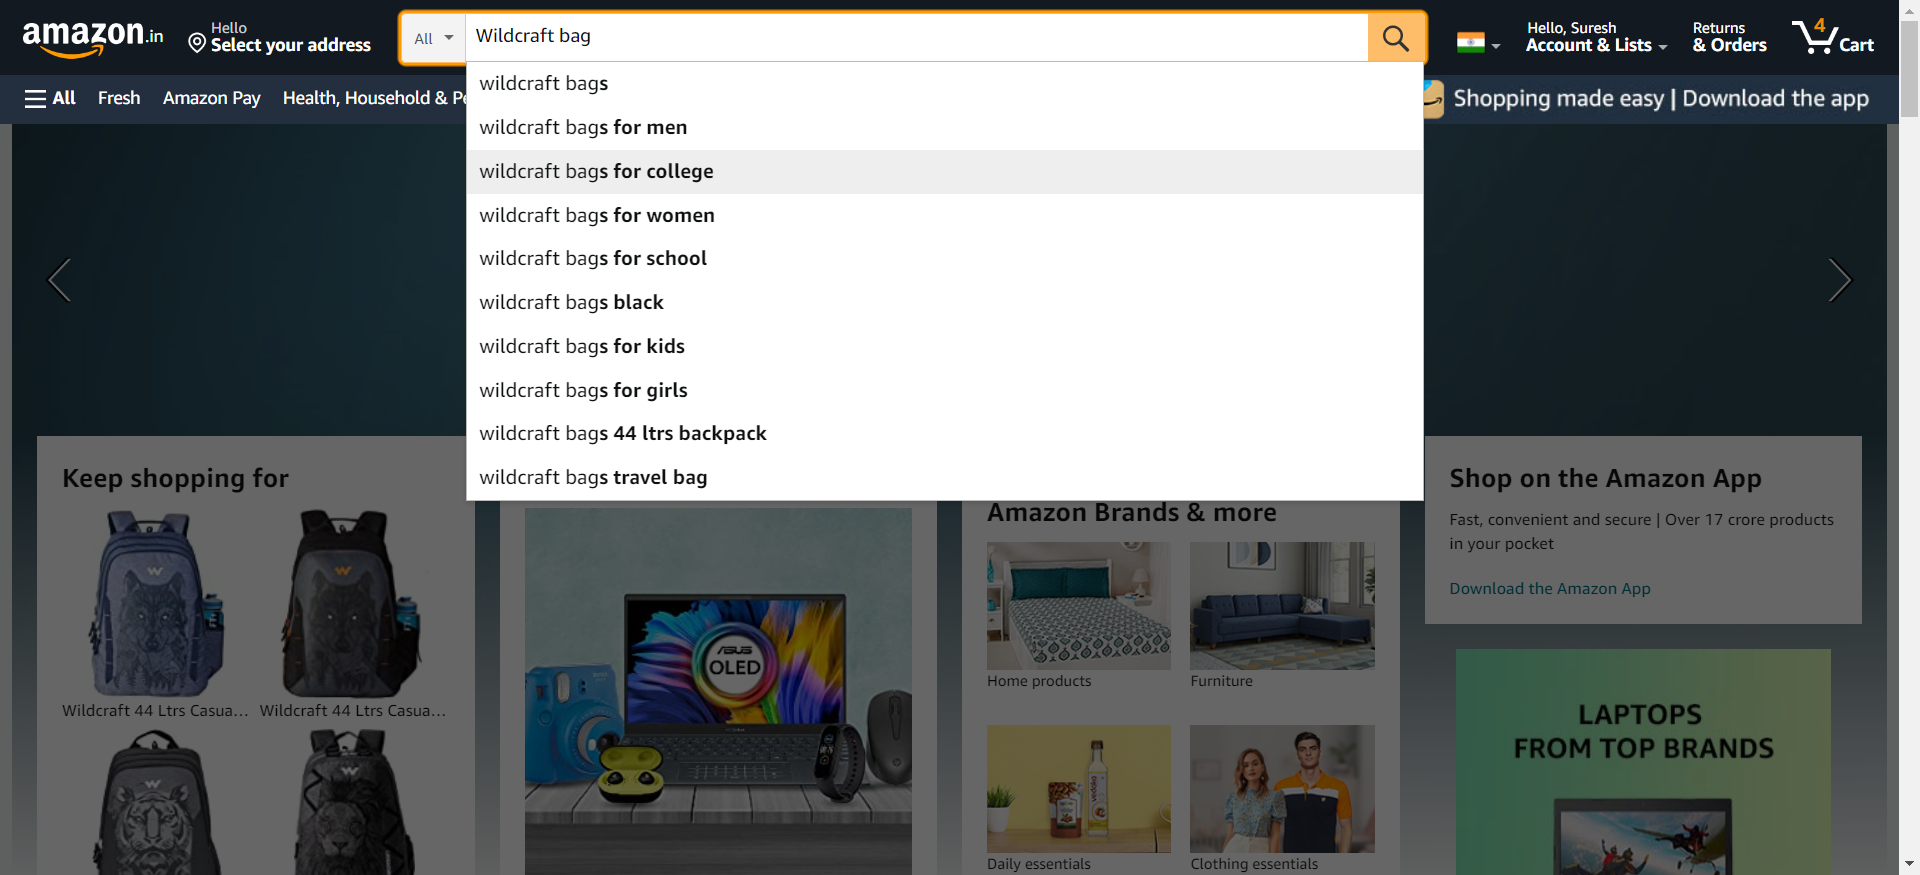 amazon.in
Hello
Select your address
All
Wildcraft bag
Hello, Suresh
Account & Lists
Returns
& Orders
4
Cart
All
Fresh
Amazon Pay
Health, Household & Pe
Shopping made easy | Download the app
wildcraft bags
wildcraft bags for men
wildcraft bags for college
wildcraft bags for women
wildcraft bags for school
wildcraft bags black
wildcraft bags for kids
wildcraft bags for girls
wildcraft bags 44 ltrs backpack
wildcraft bags travel bag
Keep shopping for
Wildcraft 44 Ltrs Casua...
Wildcraft 44 Ltrs Casua...
ASUS
OLED
Amazon Brands & more
Home products
Furniture
Daily essentials
Clothing essentials
Shop on the Amazon App
Fast, convenient and secure | Over 17 crore products
in your pocket
Download the Amazon App
LAPTOPS
FROM TOP BRANDS